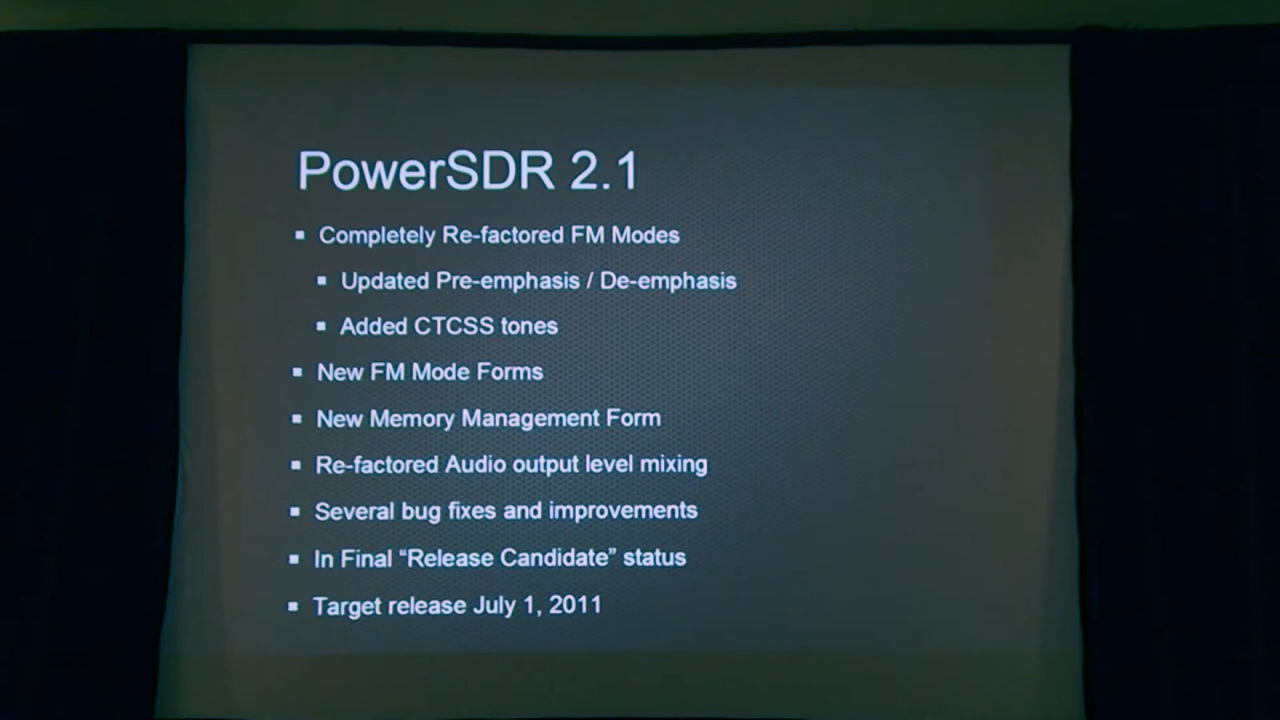 PowerSDR 2.1
▪ Completely Re-factored FM Modes
▪ Updated Pre-emphasis / De-emphasis
▪ Added CTCSS tones
▪ New FM Mode Forms
▪ New Memory Management Form
▪ Re-factored Audio output level mixing
▪ Several bug fixes and improvements
▪ In Final “Release Candidate” status
▪ Target release July 1, 2011